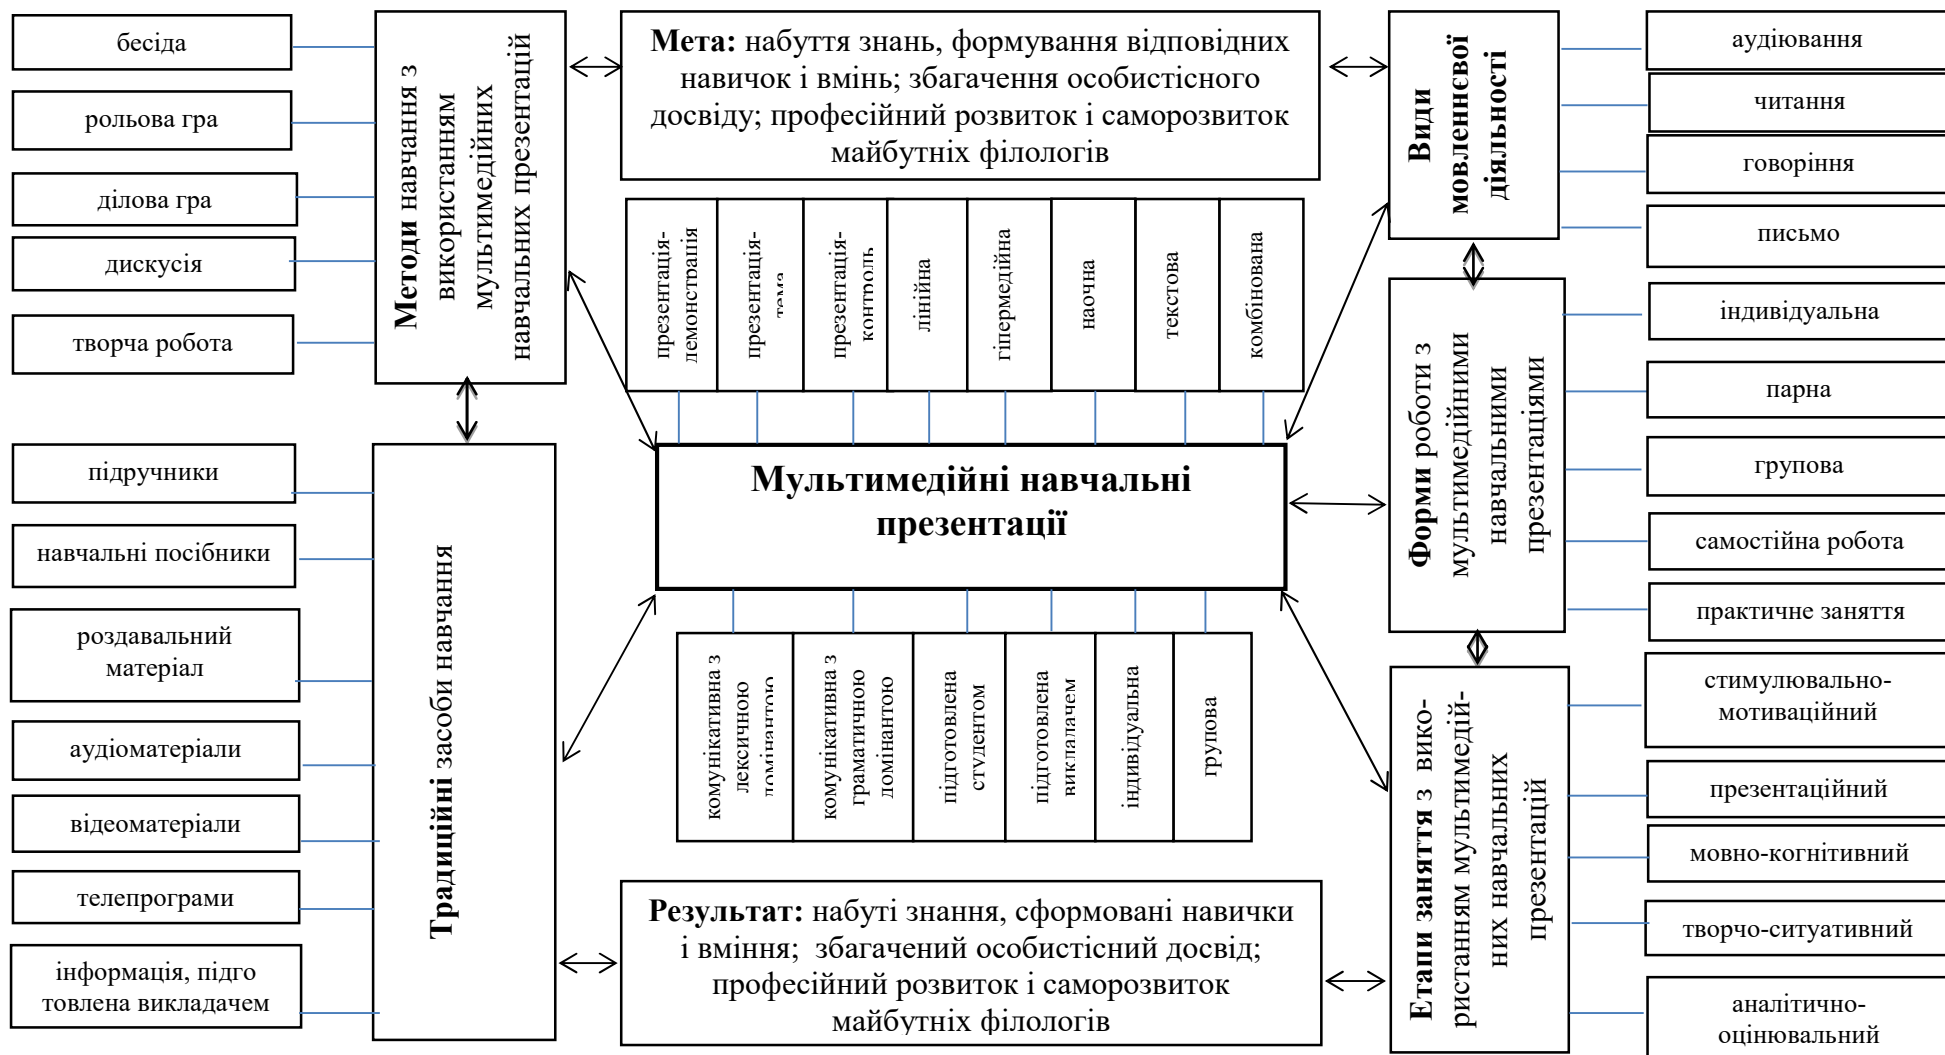 бесіда
рольова гра
ділова гра
дискусія
творча робота
Методи навчання з
використанням
мультимедійних
навчальних презентацій
Мета: набуття знань, формування відповідних
навичок і вмінь; збагачення особистісного
досвіду; професійний розвиток і саморозвиток
майбутніх філологів
Види
мовленнєвої
діяльності
аудіювання
читання
говоріння
письмо
презентація-
демонстрація
презентація-
тема
презентація-
контроль
лінійна
гіпермедійна
наочна
текстова
комбінована
Форми роботи з
мультимедійними
навчальними
презентаціями
індивідуальна
парна
групова
самостійна робота
практичне заняття
Мультимедійні навчальні
презентації
підручники
навчальні посібники
роздавальний
матеріал
аудіоматеріали
відеоматеріали
телепрограми
інформація, підго
товлена викладачем
Традиційні засоби навчання
комунікативна з
лексичною
домінантою
комунікативна з
граматичною
домінантою
підготовлена
студентом
підготовлена
викладачем
індивідуальна
групова
Етапи заняття з вико-
ристанням мультимедій-
них навчальних
презентацій
стимулювально-
мотиваційний
презентаційний
мовно-когнітивний
творчо-ситуативний
аналітично-
оцінювальний
Результат: набуті знання, сформовані навички
і вміння; збагачений особистісний досвід;
професійний розвиток і саморозвиток
майбутніх філологів